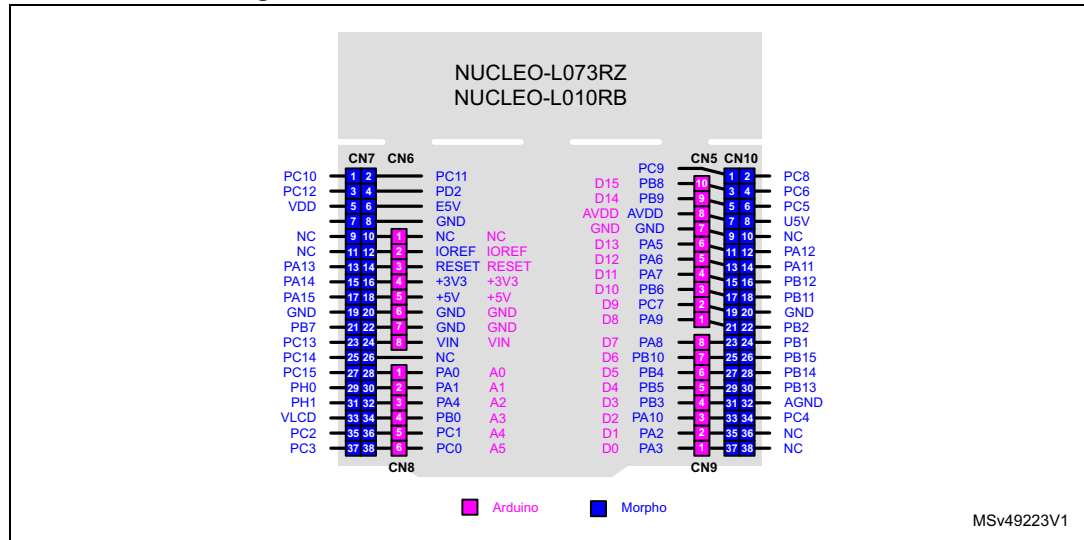 NUCLEO-L073RZ
NUCLEO-L010RB
CN7 CN6 CN5 CN10
PC9
PC10 1 2 PC11 1 2 PC8
D15 PB8 10
PC12 3 4 PD2 3 4 PC6
D14 PB9 9
VDD 5 6 E5V 5 6 PC5
AVDD AVDD 8
7 8 GND 7 8 U5V
GND GND 7
NC 9 10 1 NC NC 9 10 NC
D13 PA5 6
NC 11 12 2 IOREF IOREF 11 12 PA12
D12 PA6 5
PA13 13 14 3 RESET RESET 13 14 PA11
D11 PA7 4
PA14 15 16 4 +3V3 +3V3 15 16 PB12
D10 PB6 3
PA15 17 18 5 +5V +5V 17 18 PB11
D9 PC7 2
GND 19 20 6 GND GND 19 20 GND
D8 PA9 1
PB7 21 22 7 GND GND 21 22 PB2
PC13 23 24 8 VIN VIN D7 PA8 8 23 24 PB1
PC14 25 26 NC D6 PB10 7 25 26 PB15
PC15 27 28 1 PA0 A0 D5 PB4 6 27 28 PB14
PH0 29 30 2 PA1 A1 D4 PB5 5 29 30 PB13
PH1 31 32 3 PA4 A2 D3 PB3 4 31 32 AGND
VLCD 33 34 4 PB0 A3 D2 PA10 3 33 34 PC4
PC2 35 36 5 PC1 A4 D1 PA2 2 35 36 NC
PC3 37 38 6 PC0 A5 D0 PA3 1 37 38 NC
CN8 CN9
Arduino Morpho
MSv49223V1